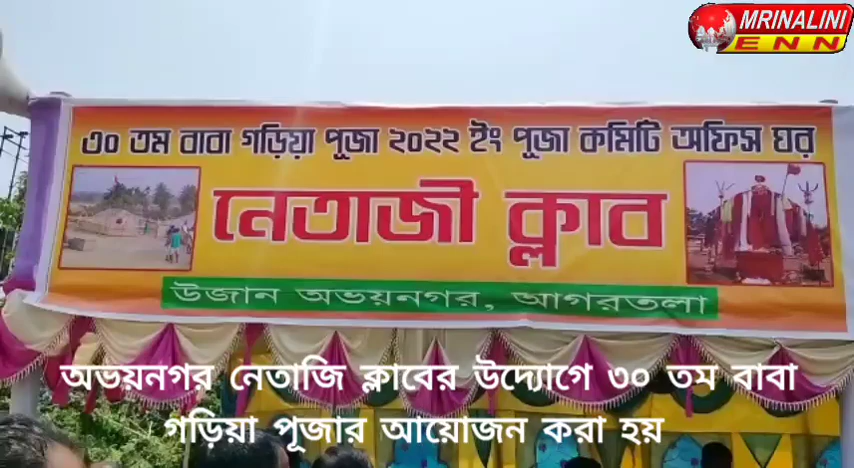 MRINALINI
ENN
৩০ তম বাবা গড়িয়া পূজা ২০২২ ইং পূজা কমিটি অফিস ঘর
নেতাজী ক্লাব
উজান অভয়নগর, আগরতলা
অভয়নগর নেতাজি ক্লাবের উদ্যোগে ৩০ তম বাবা
গড়িয়া পূজার আয়োজন করা হয়